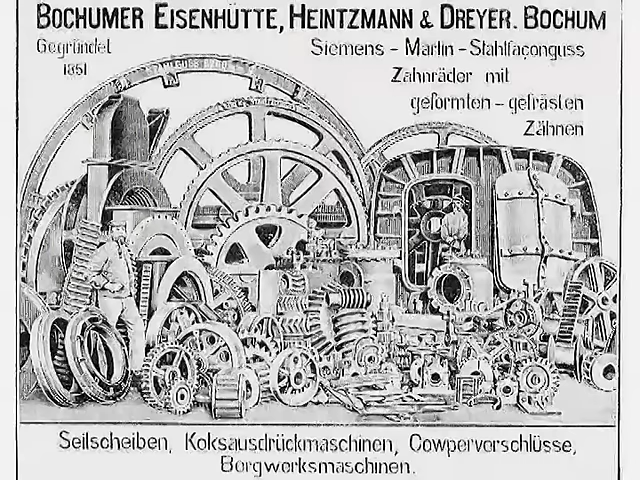 BOCHUMER EISENHÜTTE, HEINTZMANN & DREYER. BOCHUM
Gegründet
1851
Siemens - Martin - Stahlfaçonguss
Zahnräder mit
geformten - gefrästen
Zähnen
Seilscheiben, Koksausdrückmaschinen, Cowperverschlüsse,
Bergwerksmaschinen.